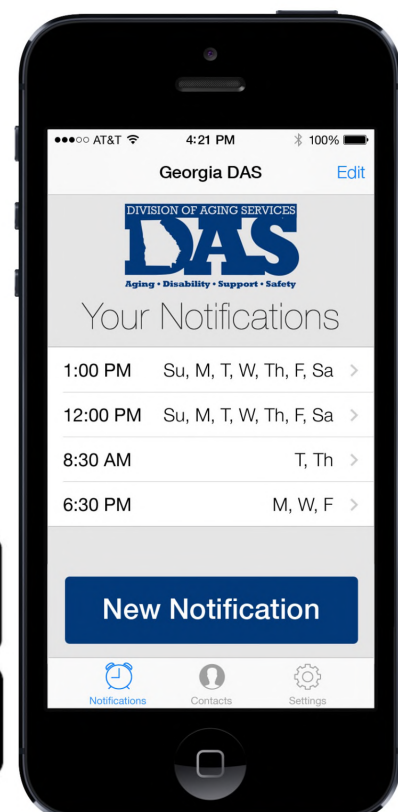 ●●●○○ AT&T 4:21 PM 100%
Georgia DAS Edit
DIVISION OF AGING SERVICES
DAS
Aging • Disability • Support • Safety
Your Notifications
1:00 PM Su, M, T, W, Th, F, Sa >
12:00 PM Su, M, T, W, Th, F, Sa >
8:30 AM T, Th >
6:30 PM M, W, F >
New Notification
Notifications Contacts Settings